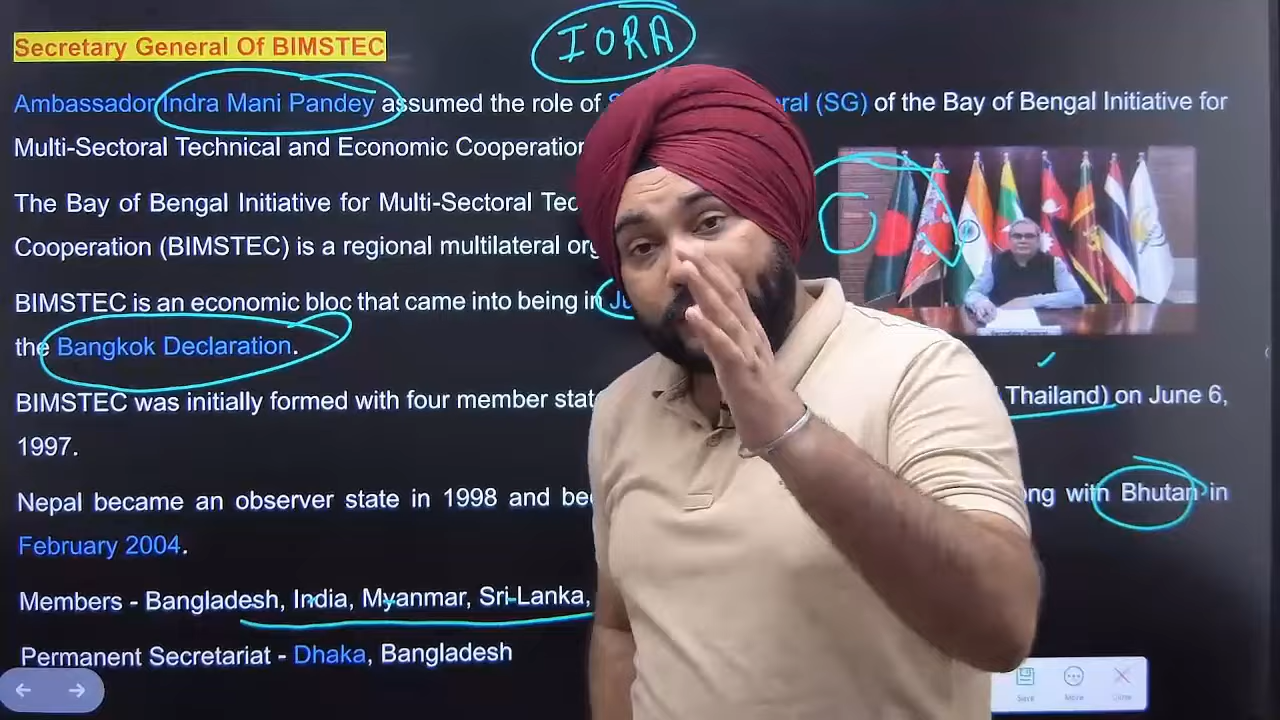 IORA
Secretary General Of BIMSTEC
Ambassador Indra Mani Pandey assumed the role of (SG) of the Bay of Bengal Initiative for
Multi-Sectoral Technical and Economic
The Bay of Bengal Initiative for Multi-Sectoral
Cooperation (BIMSTEC) is a regional multilateral
BIMSTEC is an economic bloc that came into being in
the Bangkok Declaration.
BIMSTEC was initially formed with four member Thailand) on June 6,
1997.
Nepal became an observer state in 1998 and with Bhutan in
February 2004.
Members - Bangladesh, India, Myanmar, Sri-Lanka,
Permanent Secretariat - Dhaka, Bangladesh
Save More Close